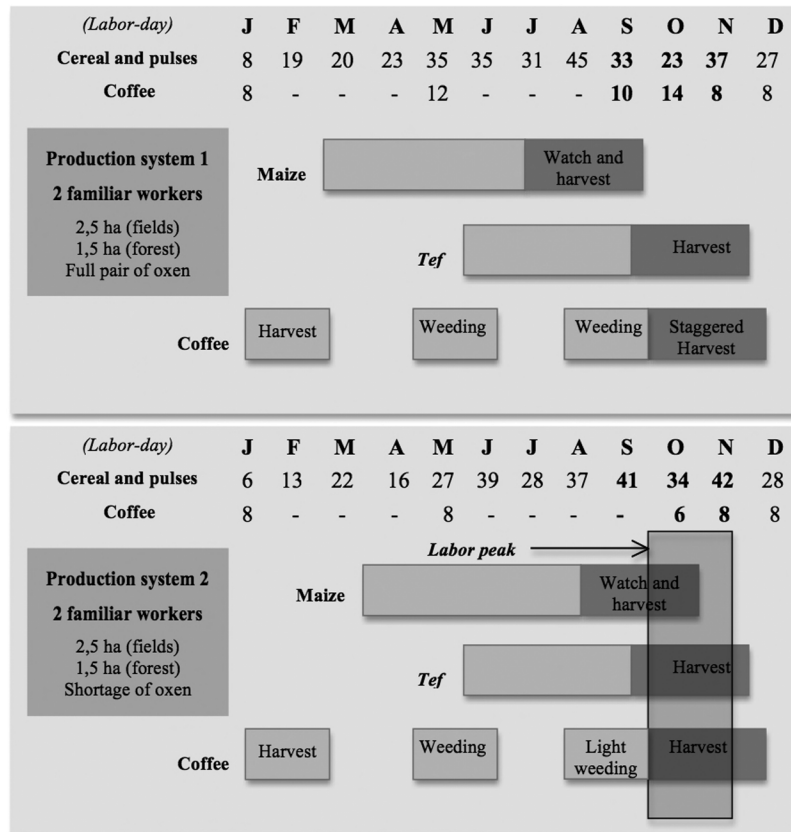 (Labor-day) J F M A M J J A S O N D
Cereal and pulses 8 19 20 23 35 35 31 45 33 23 37 27
Coffee 8 - - - 12 - - - 10 14 8 8
Production system 1
2 familiar workers
2,5 ha (fields)
1,5 ha (forest)
Full pair of oxen
Maize
Watch and
harvest
Tef
Harvest
Coffee
Harvest
Weeding
Weeding
Staggered
Harvest
(Labor-day) J F M A M J J A S O N D
Cereal and pulses 6 13 22 16 27 39 28 37 41 34 42 28
Coffee 8 - - - 8 - - - - 6 8 8
Labor peak
Production system 2
2 familiar workers
2,5 ha (fields)
1,5 ha (forest)
Shortage of oxen
Maize
Watch and
harvest
Tef
Harvest
Coffee
Harvest
Weeding
Light
weeding
Harvest